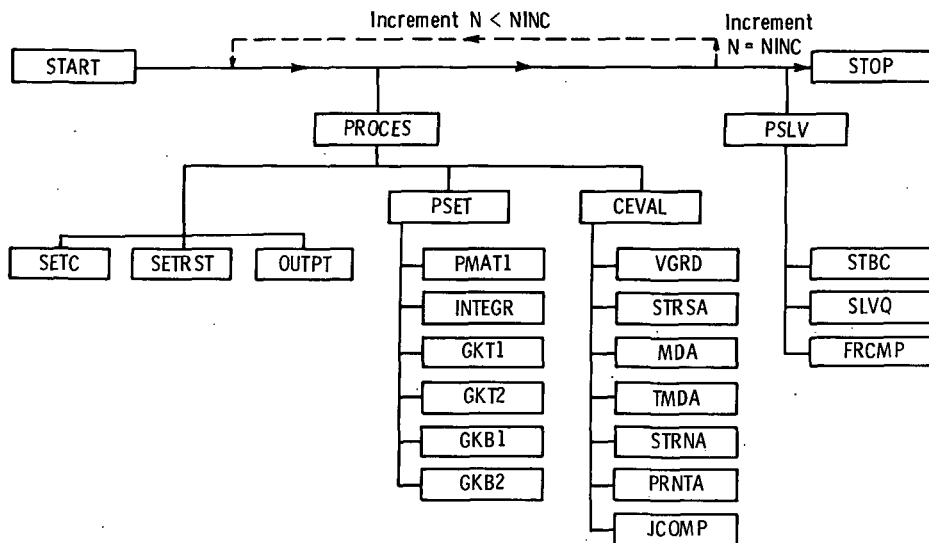 Increment N < NINC
Increment
N = NINC
START
STOP
PROCES
PSLV
PSET
CEVAL
SETC
SETRST
OUTPT
PMAT1
VGRD
STBC
INTEGR
STRSA
SLVQ
GKT1
MDA
FRCMP
GKT2
TMDA
GKB1
STRNA
GKB2
PRNTA
JCOMP